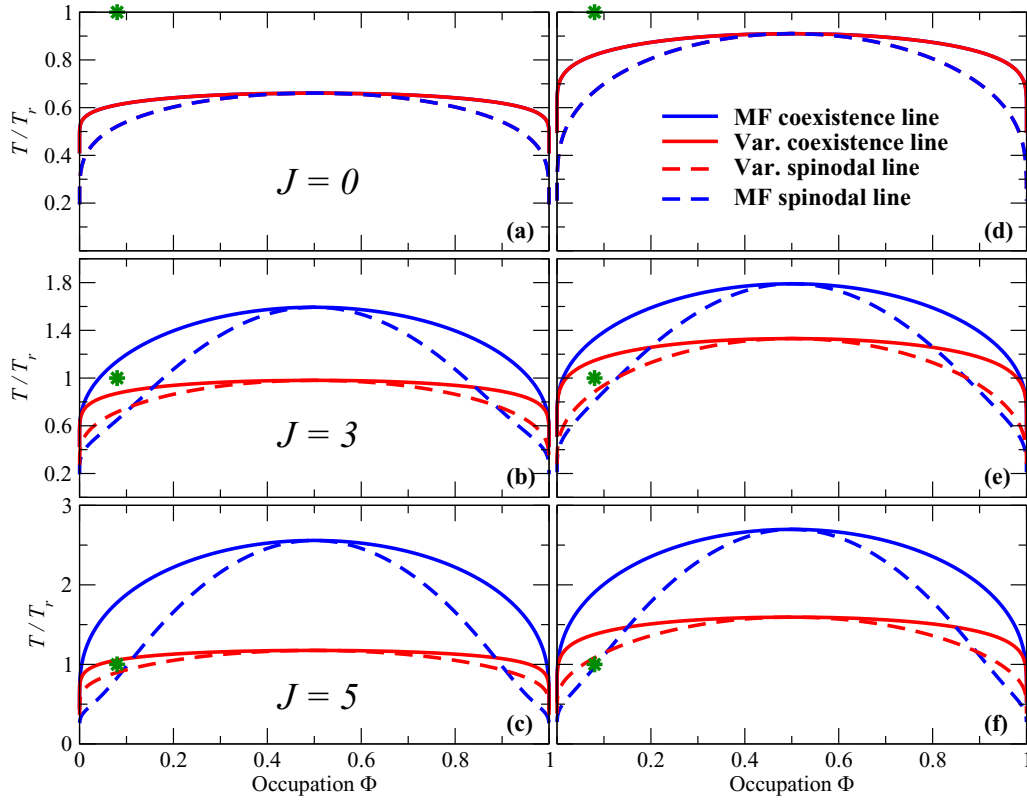 1
0.8
0.6
0.4
0.2
T / T_r
J = 0
(a)
MF coexistence line
Var. coexistence line
Var. spinodal line
MF spinodal line
(d)
1.8
1.4
1
0.6
0.2
T / T_r
J = 3
(b)
(e)
3
2
1
0
T / T_r
J = 5
(c)
(f)
0 0.2 0.4 0.6 0.8 1 0.2 0.4 0.6 0.8 1
Occupation Φ Occupation Φ